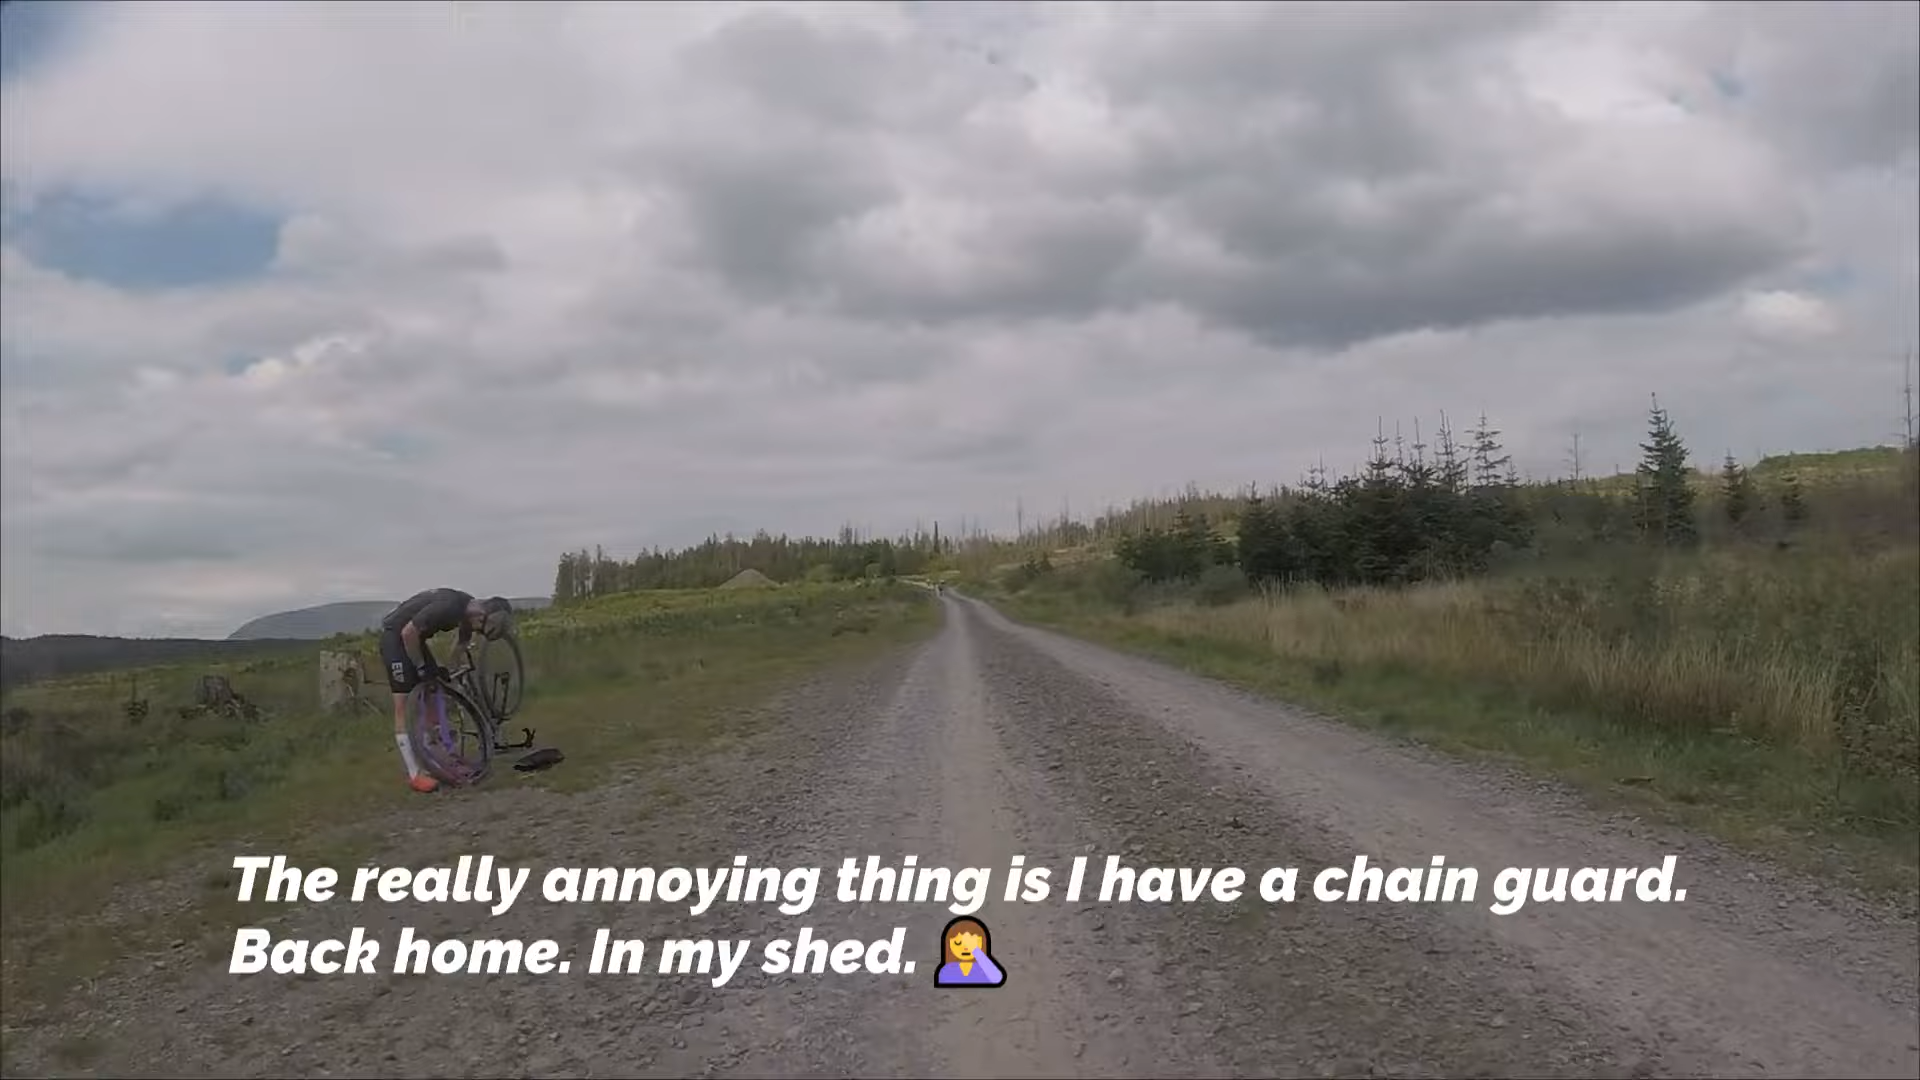 The really annoying thing is I have a chain guard.
Back home. In my shed. 🤦‍♀️